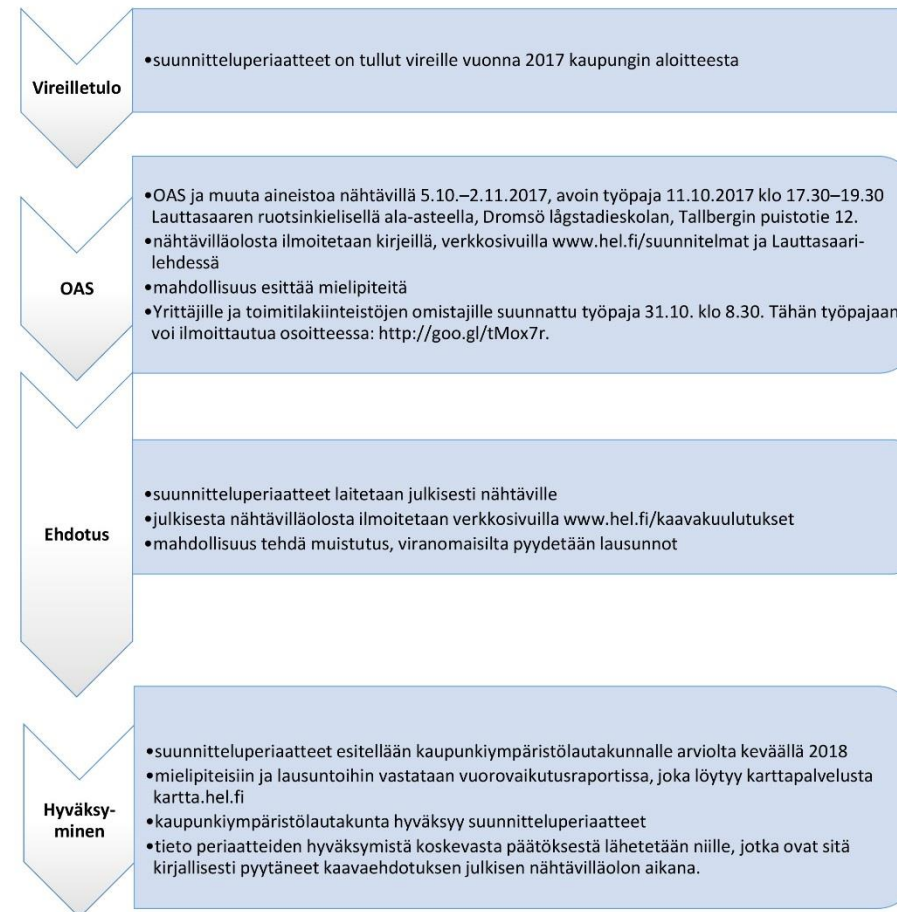 Vireilletulo
•suunnitteluperiaatteet on tullut vireille vuonna 2017 kaupungin aloitteesta
OAS
•OAS ja muuta aineistoa nähtävillä 5.10.–2.11.2017, avoin työpaja 11.10.2017 klo 17.30–19.30
Lauttasaaren ruotsinkielisellä ala-asteella, Dromsö lågstadieskolan, Tallbergin puistotie 12.
•nähtävilläolosta ilmoitetaan kirjeillä, verkkosivuilla www.hel.fi/suunnitelmat ja Lauttasaari-
lehdessä
•mahdollisuus esittää mielipiteitä
•Yrittäjille ja toimitilakiinteistöjen omistajille suunnattu työpaja 31.10. klo 8.30. Tähän työpajaan
voi ilmoittautua osoitteessa: http://goo.gl/tMox7r.
Ehdotus
•suunnitteluperiaatteet laitetaan julkisesti nähtäville
•julkisesta nähtävilläolosta ilmoitetaan verkkosivuilla www.hel.fi/kaavakuulutukset
•mahdollisuus tehdä muistutus, viranomaisilta pyydetään lausunnot
Hyväksy-
minen
•suunnitteluperiaatteet esitellään kaupunkiympäristölautakunnalle arviolta keväällä 2018
•mielipiteisiin ja lausuntoihin vastataan vuorovaikutusraportissa, joka löytyy karttapalvelusta
kartta.hel.fi
•kaupunkiympäristölautakunta hyväksyy suunnitteluperiaatteet
•tieto periaatteiden hyväksymistä koskevasta päätöksestä lähetetään niille, jotka ovat sitä
kirjallisesti pyytäneet kaavaehdotuksen julkisen nähtävilläolon aikana.